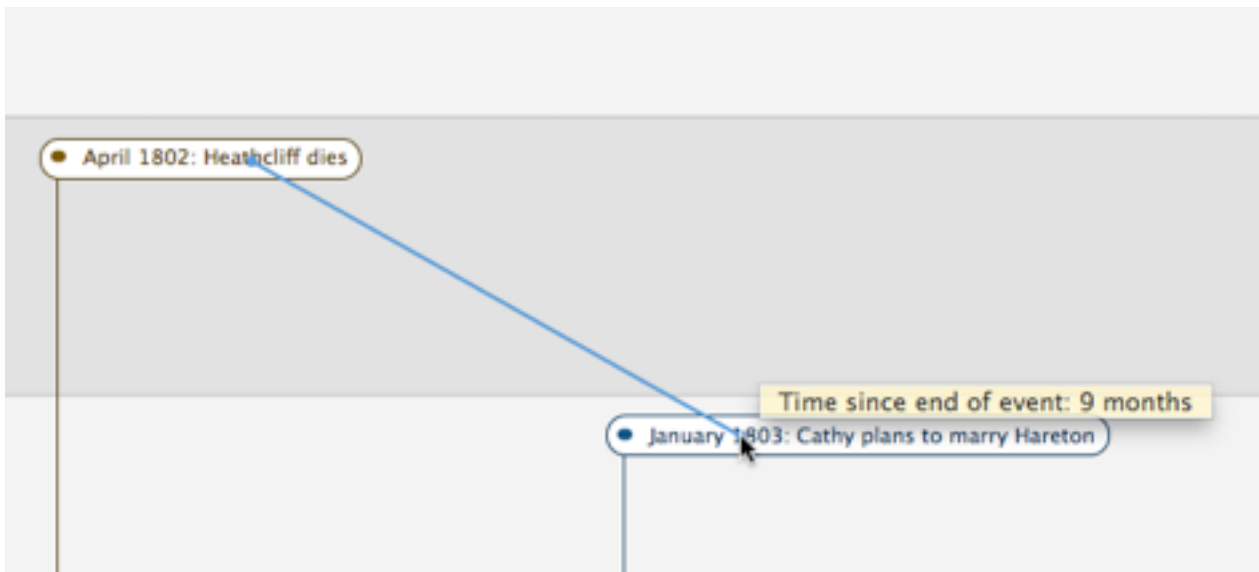 April 1802: Heathcliff dies
Time since end of event: 9 months
January 1803: Cathy plans to marry Hareton